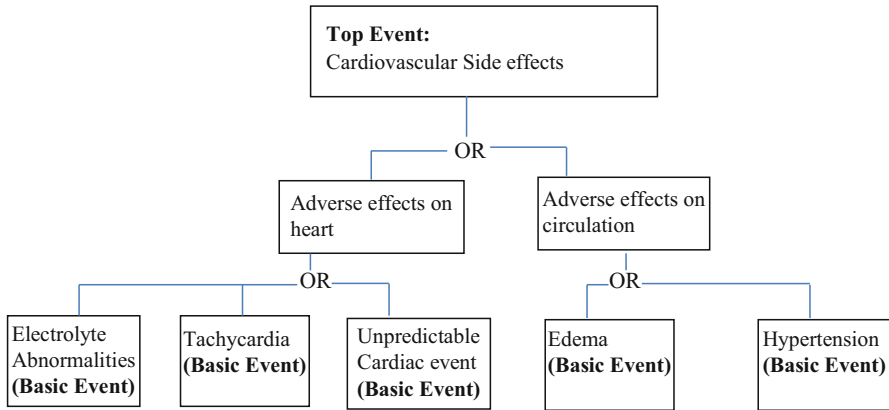 Top Event:
Cardiovascular Side effects
OR
Adverse effects on
heart
Adverse effects on
circulation
OR
OR
Electrolyte
Abnormalities
(Basic Event)
Tachycardia
(Basic Event)
Unpredictable
Cardiac event
(Basic Event)
Edema
(Basic Event)
Hypertension
(Basic Event)